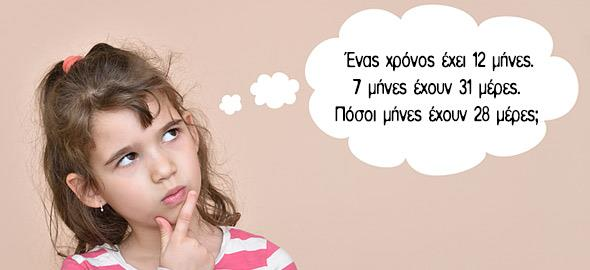 Ένας χρόνος έχει 12 μήνες.
7 μήνες έχουν 31 μέρες.
Πόσοι μήνες έχουν 28 μέρες;